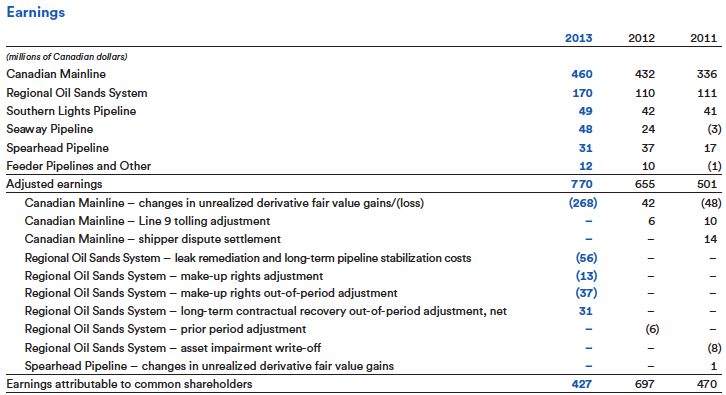 Earnings
2013 2012 2011
(millions of Canadian dollars)
Canadian Mainline 460 432 336
Regional Oil Sands System 170 110 111
Southern Lights Pipeline 49 42 41
Seaway Pipeline 48 24 (3)
Spearhead Pipeline 31 37 17
Feeder Pipelines and Other 12 10 (1)
Adjusted earnings 770 655 501
Canadian Mainline – changes in unrealized derivative fair value gains/(loss) (268) 42 (48)
Canadian Mainline – Line 9 tolling adjustment – 6 10
Canadian Mainline – shipper dispute settlement – – 14
Regional Oil Sands System – leak remediation and long-term pipeline stabilization costs (56) – –
Regional Oil Sands System – make-up rights adjustment (13) – –
Regional Oil Sands System – make-up rights out-of-period adjustment (37) – –
Regional Oil Sands System – long-term contractual recovery out-of-period adjustment, net 31 – –
Regional Oil Sands System – prior period adjustment – (6) –
Regional Oil Sands System – asset impairment write-off – – (8)
Spearhead Pipeline – changes in unrealized derivative fair value gains – – 1
Earnings attributable to common shareholders 427 697 470